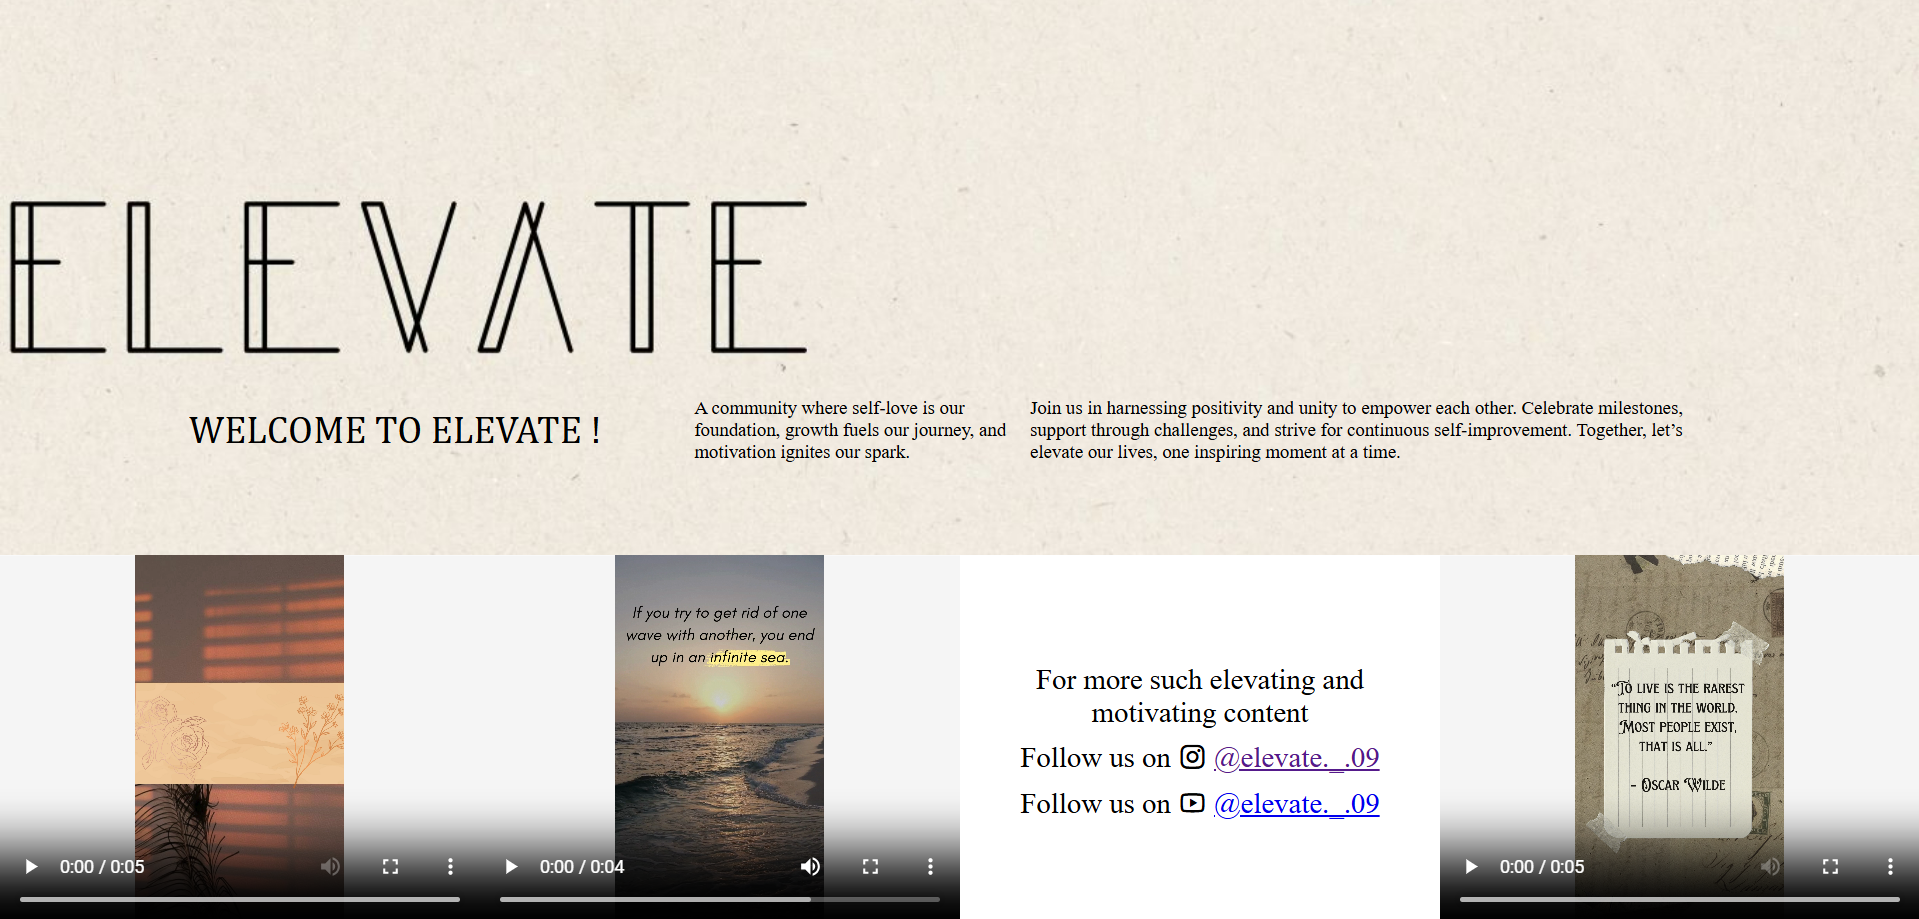 ELEVATE
WELCOME TO ELEVATE !
A community where self-love is our
foundation, growth fuels our journey, and
motivation ignites our spark.
Join us in harnessing positivity and unity to empower each other. Celebrate milestones,
support through challenges, and strive for continuous self-improvement. Together, let’s
elevate our lives, one inspiring moment at a time.
0:00 / 0:05
If you try to get rid of one
wave with another, you end
up in an infinite sea.
0:00 / 0:04
For more such elevating and
motivating content
Follow us on @elevate._.09
Follow us on @elevate._.09
“To live is the rarest
thing in the world.
Most people exist,
that is all.”
- Oscar Wilde
0:00 / 0:05